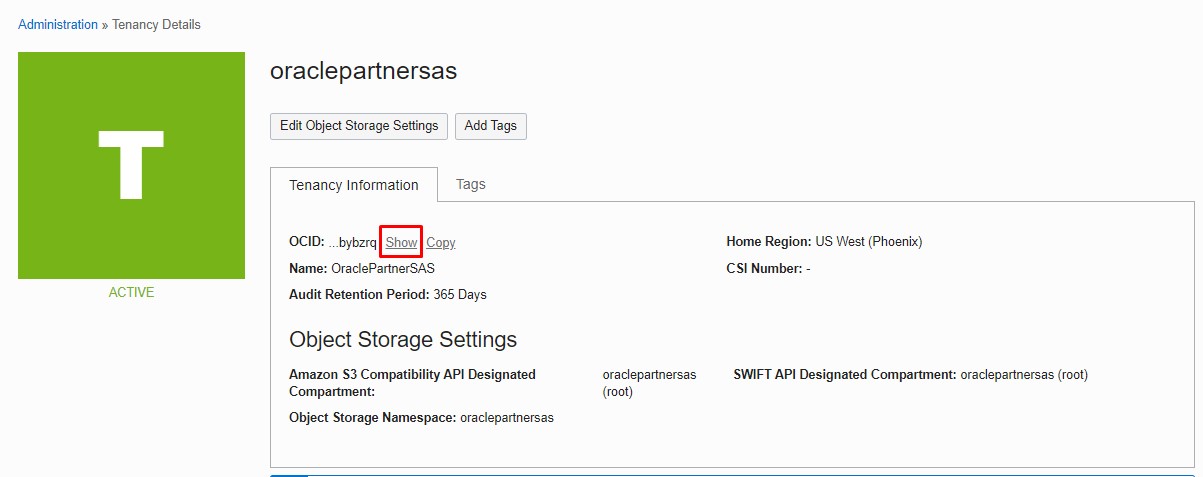 Administration » Tenancy Details
T
ACTIVE
oraclepartnersas
Edit Object Storage Settings Add Tags
Tenancy Information Tags
OCID: ...bybzrq Show Copy
Home Region: US West (Phoenix)
Name: OraclePartnerSAS
CSI Number: -
Audit Retention Period: 365 Days
Object Storage Settings
Amazon S3 Compatibility API Designated
Compartment:
oraclepartnersas
(root)
SWIFT API Designated Compartment: oraclepartnersas (root)
Object Storage Namespace: oraclepartnersas